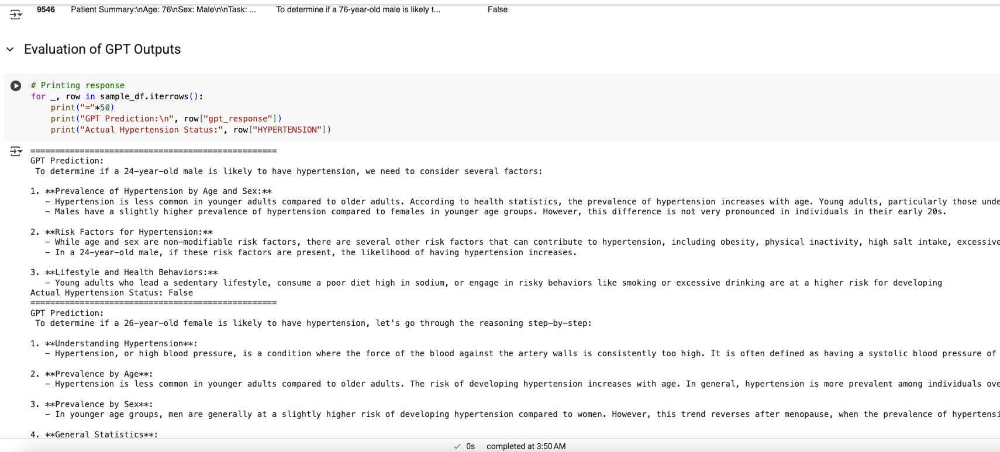 9546 Patient Summary:\nAge: 76\nSex: Male\n\nTask: ... To determine if a 76-year-old male is likely t... False
Evaluation of GPT Outputs
# Printing response
for _, row in sample_df.iterrows():
    print("="*50)
    print("GPT Prediction:\n", row["gpt_response"])
    print("Actual Hypertension Status:", row["HYPERTENSION"])
==================================================
GPT Prediction:
 To determine if a 24-year-old male is likely to have hypertension, we need to consider several factors:
1. **Prevalence of Hypertension by Age and Sex:**
   - Hypertension is less common in younger adults compared to older adults. According to health statistics, the prevalence of hypertension increases with age. Young adults, particularly those unde
   - Males have a slightly higher prevalence of hypertension compared to females in younger age groups. However, this difference is not very pronounced in individuals in their early 20s.
2. **Risk Factors for Hypertension:**
   - While age and sex are non-modifiable risk factors, there are several other risk factors that can contribute to hypertension, including obesity, physical inactivity, high salt intake, excessive
   - In a 24-year-old male, if these risk factors are present, the likelihood of having hypertension increases.
3. **Lifestyle and Health Behaviors:**
   - Young adults who lead a sedentary lifestyle, consume a poor diet high in sodium, or engage in risky behaviors like smoking or excessive drinking are at a higher risk for developing
Actual Hypertension Status: False
==================================================
GPT Prediction:
 To determine if a 26-year-old female is likely to have hypertension, let's go through the reasoning step-by-step:
1. **Understanding Hypertension**:
   - Hypertension, or high blood pressure, is a condition where the force of the blood against the artery walls is consistently too high. It is often defined as having a systolic blood pressure of
2. **Prevalence by Age**:
   - Hypertension is less common in younger adults compared to older adults. The risk of developing hypertension increases with age. In general, hypertension is more prevalent among individuals ove
3. **Prevalence by Sex**:
   - In younger age groups, men are generally at a slightly higher risk of developing hypertension compared to women. However, this trend reverses after menopause, when the prevalence of hypertensi
4. **General Statistics**:
0s completed at 3:50 AM